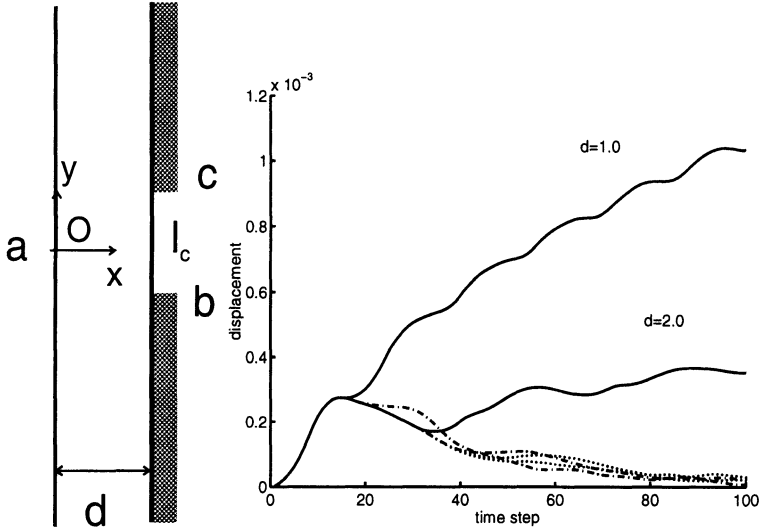 y
c
a
O
l_c
x
b
d
x 10⁻³
1.2
1
0.8
0.6
0.4
0.2
0
displacement
d=1.0
d=2.0
0 20 40 60 80 100
time step